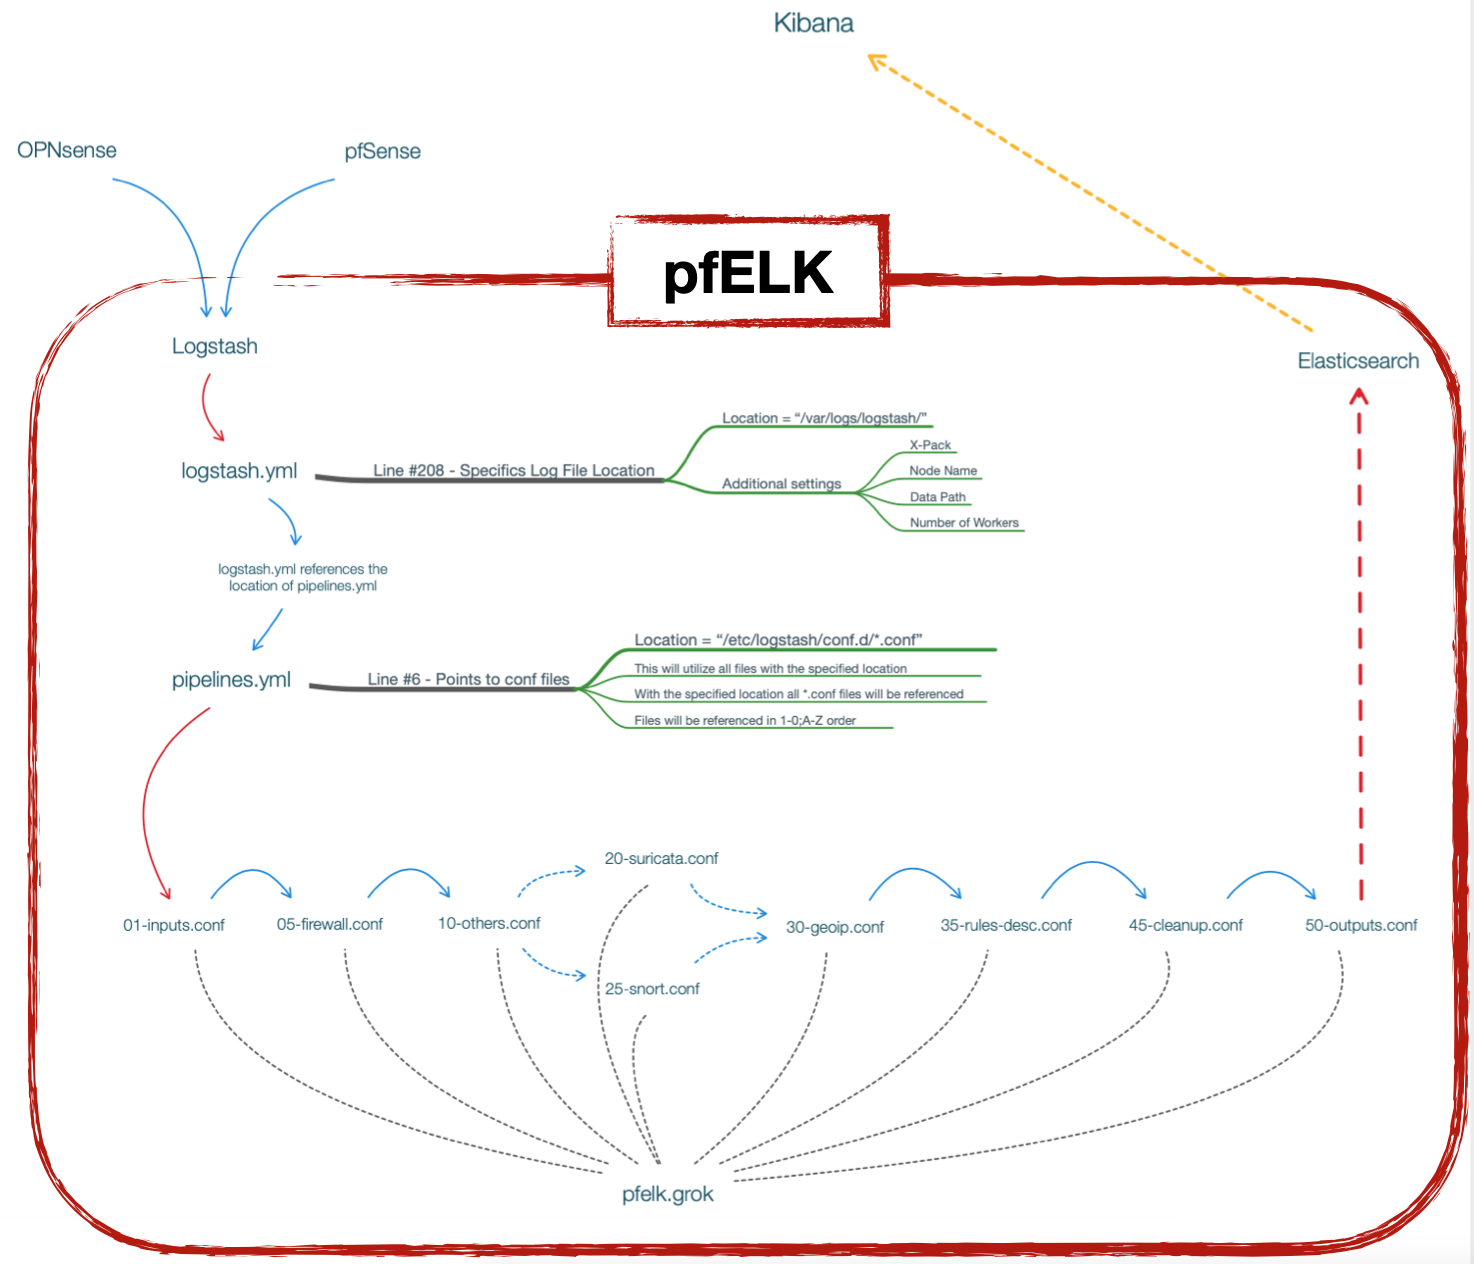 Kibana
OPNsense
pfSense
pfELK
Logstash
Elasticsearch
Location = “/var/logs/logstash/”
X-Pack
logstash.yml
Line #208 - Specifics Log File Location
Node Name
Additional settings
Data Path
Number of Workers
logstash.yml references the
location of pipelines.yml
Location = “/etc/logstash/conf.d/*.conf”
This will utilize all files with the specified location
pipelines.yml
Line #6 - Points to conf files
With the specified location all *.conf files will be referenced
Files will be referenced in 1-0;A-Z order
20-suricata.conf
01-inputs.conf
05-firewall.conf
10-others.conf
30-geoip.conf
35-rules-desc.conf
45-cleanup.conf
50-outputs.conf
25-snort.conf
pfelk.grok